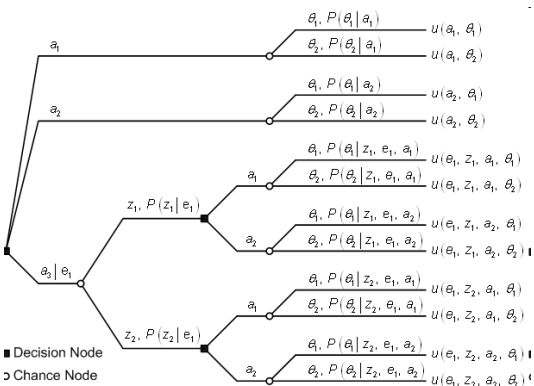 θ₁, P(θ₁|a₁) u(a₁, θ₁)
a₁
θ₂, P(θ₂|a₁) u(a₁, θ₂)
θ₁, P(θ₁|a₂) u(a₂, θ₁)
a₂
θ₂, P(θ₂|a₂) u(a₂, θ₂)
θ₁, P(θ₁|z₁, e₁, a₁) u(e₁, z₁, a₁, θ₁)
a₁
θ₂, P(θ₂|z₁, e₁, a₁) u(e₁, z₁, a₁, θ₂)
z₁, P(z₁|e₁)
θ₁, P(θ₁|z₁, e₁, a₂) u(e₁, z₁, a₂, θ₁)
a₂
θ₂, P(θ₂|z₁, e₁, a₂) u(e₁, z₁, a₂, θ₂)
a₃|e₁
θ₁, P(θ₁|z₂, e₁, a₁) u(e₁, z₂, a₁, θ₁)
a₁
θ₂, P(θ₂|z₂, e₁, a₁) u(e₁, z₂, a₁, θ₂)
z₂, P(z₂|e₁)
θ₁, P(θ₁|z₂, e₁, a₂) u(e₁, z₂, a₂, θ₁)
a₂
θ₂, P(θ₂|z₂, e₁, a₂) u(e₁, z₂, a₂, θ₂)
Decision Node
Chance Node